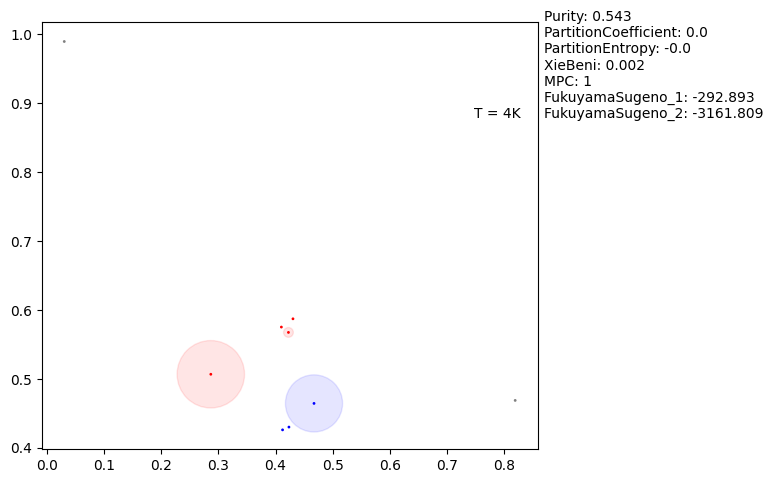 Purity: 0.543
PartitionCoefficient: 0.0
PartitionEntropy: -0.0
XieBeni: 0.002
MPC: 1
FukuyamaSugeno_1: -292.893
FukuyamaSugeno_2: -3161.809
T = 4K
1.0
0.9
0.8
0.7
0.6
0.5
0.4
0.0 0.1 0.2 0.3 0.4 0.5 0.6 0.7 0.8